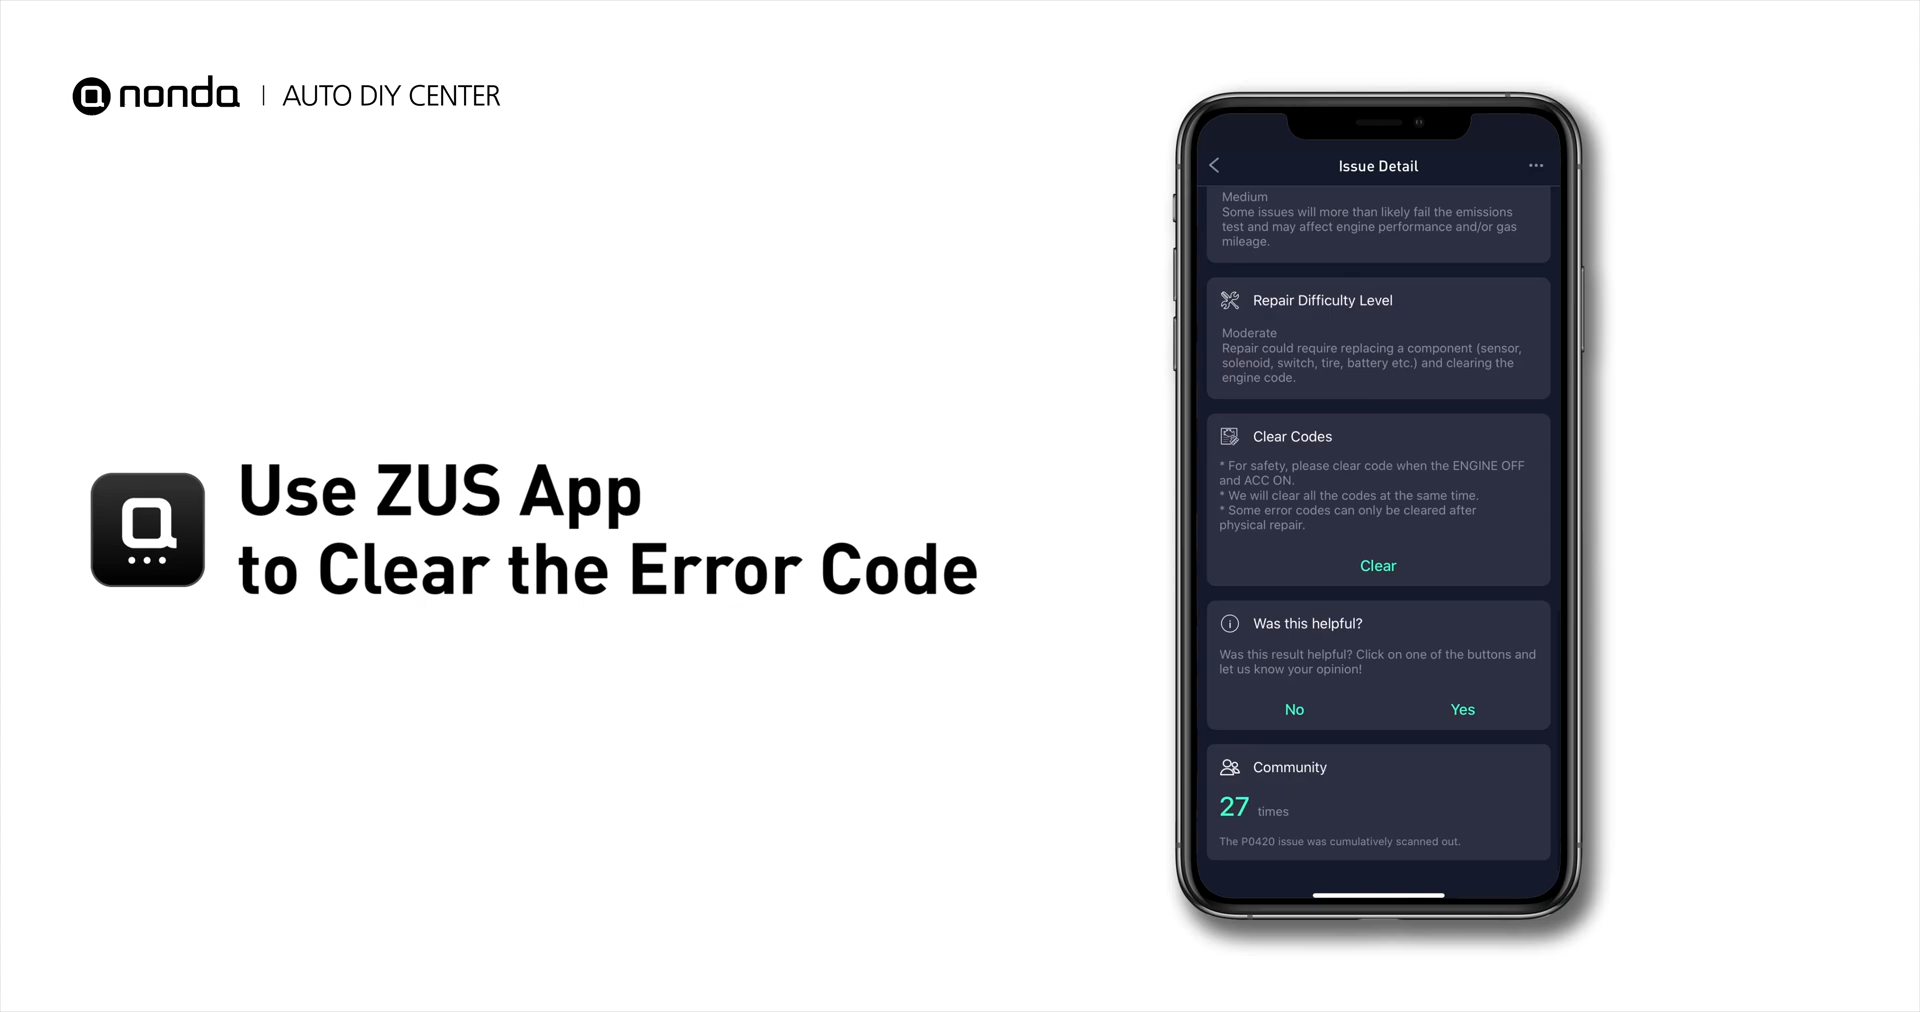 nonda | AUTO DIY CENTER
Use ZUS App
to Clear the Error Code
Issue Detail
Medium
Some issues will more than likely fail the emissions
test and may affect engine performance and/or gas
mileage.
Repair Difficulty Level
Moderate
Repair could require replacing a component (sensor,
solenoid, switch, tire, battery etc.) and clearing the
engine code.
Clear Codes
* For safety, please clear code when the ENGINE OFF
and ACC ON.
* We will clear all the codes at the same time.
* Some error codes can only be cleared after
physical repair.
Clear
Was this helpful?
Was this result helpful? Click on one of the buttons and
let us know your opinion!
No Yes
Community
27 times
The P0420 issue was cumulatively scanned out.